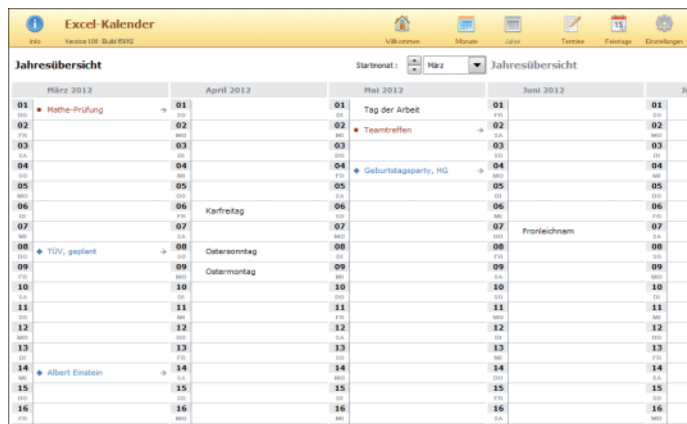 Excel-Kalender
Info
Version 1.00 - Build 15092
Willkommen
Monate
Jahre
Termine
15
Feiertage
Einstellungen
Jahresübersicht
Startmonat :
März
Jahresübersicht
März 2012
April 2012
Mai 2012
Juni 2012
01 DO Mathe-Prüfung → 01 SO 01 DI Tag der Arbeit 01 FR 01
02 FR 02 MO 02 MI Teamtreffen → 02 SA 02
03 SA 03 DI 03 DO 03 SO 03
04 SO 04 MI 04 FR Geburtstagsparty, HG → 04 MO 04
05 MO 05 DO 05 SA 05 DI 05
06 DI 06 FR Karfreitag 06 SO 06 MI 06
07 MI 07 SA 07 MO 07 DO Fronleichnam 07
08 DO TÜV, geplant → 08 SO Ostersonntag 08 DI 08 FR 08
09 FR 09 MO Ostermontag 09 MI 09 SA 09
10 SA 10 DI 10 DO 10 SO 10
11 SO 11 MI 11 FR 11 MO 11
12 MO 12 DO 12 SA 12 DI 12
13 DI 13 FR 13 SO 13 MI 13
14 MI Albert Einstein → 14 SA 14 MO 14 DO 14
15 DO 15 SO 15 DI 15 FR 15
16 FR 16 MO 16 MI 16 SA 16